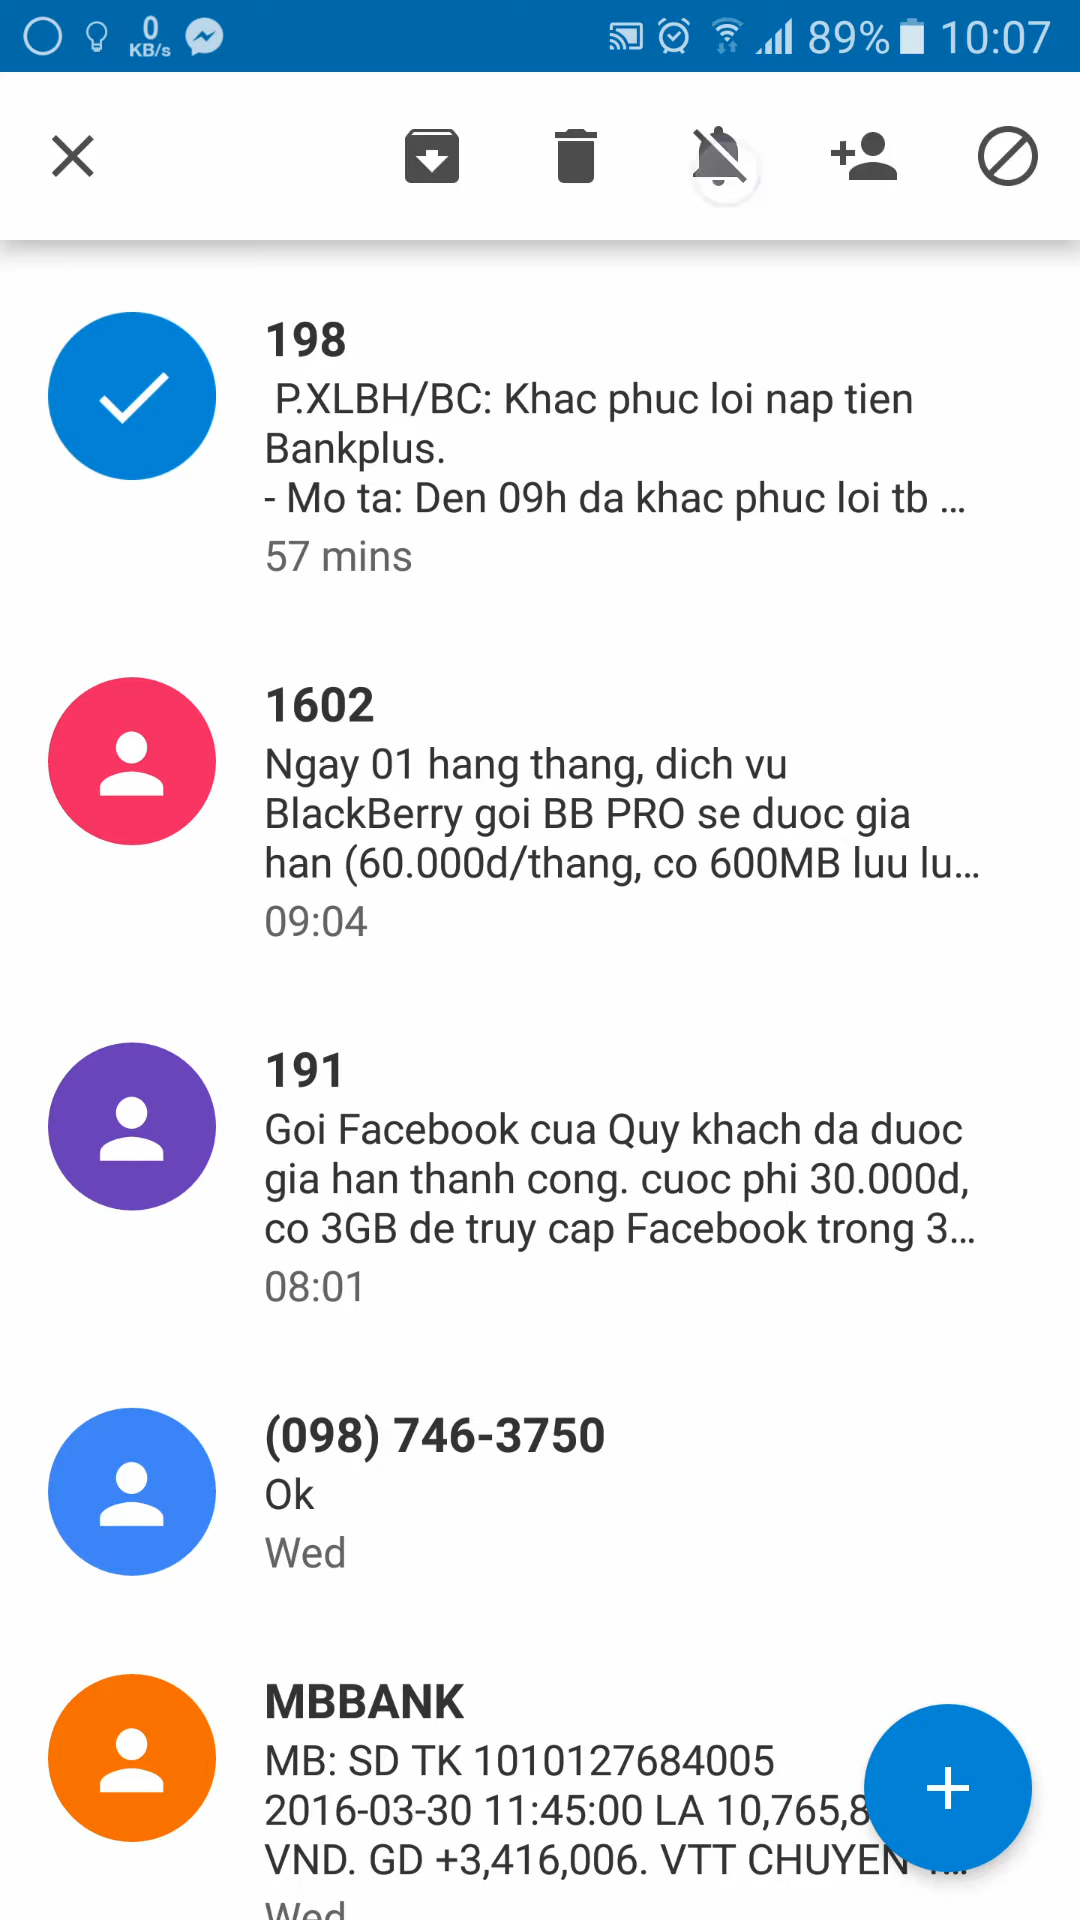 0 KB/s 89% 10:07
198
P.XLBH/BC: Khac phuc loi nap tien
Bankplus.
- Mo ta: Den 09h da khac phuc loi tb ...
57 mins
1602
Ngay 01 hang thang, dich vu
BlackBerry goi BB PRO se duoc gia
han (60.000d/thang, co 600MB luu lu...
09:04
191
Goi Facebook cua Quy khach da duoc
gia han thanh cong. cuoc phi 30.000d,
co 3GB de truy cap Facebook trong 3...
08:01
(098) 746-3750
Ok
Wed
MBBANK
MB: SD TK 1010127684005
2016-03-30 11:45:00 LA 10,765,8
VND. GD +3,416,006. VTT CHUYEN
Wed